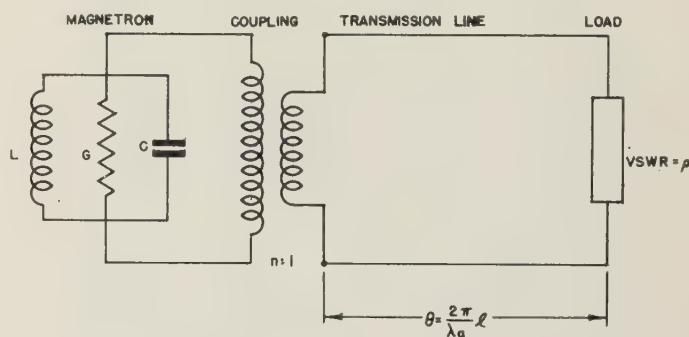 MAGNETRON COUPLING TRANSMISSION LINE LOAD
L G C VSWR = ρ
n:1
θ = 2π/λg ℓ